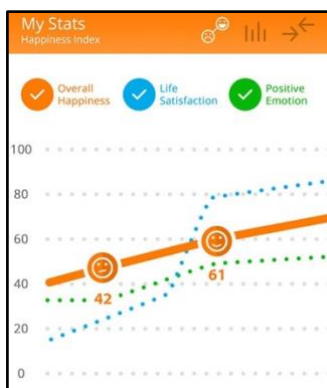 My Stats
Happiness Index
Overall
Happiness
Life
Satisfaction
Positive
Emotion
100
80
60
61
40
42
20
0